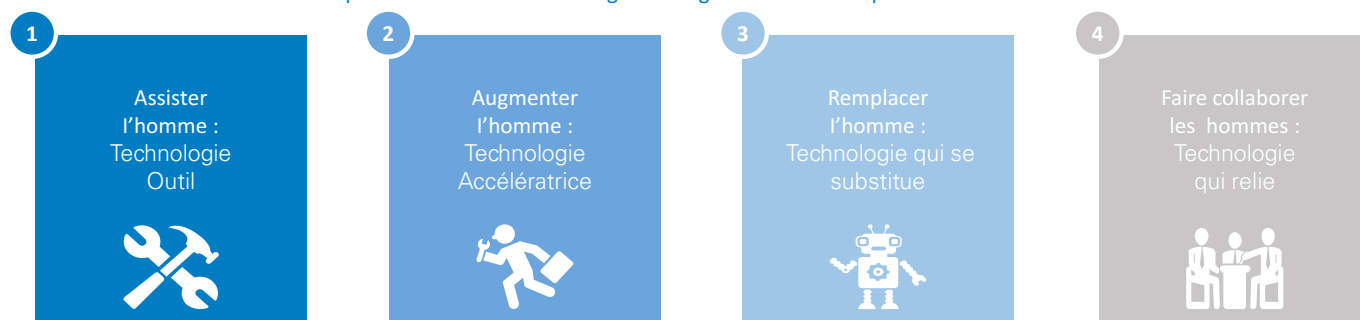 1
Assister
l'homme :
Technologie
Outil
2
Augmenter
l'homme :
Technologie
Accélératrice
3
Remplacer
l'homme :
Technologie qui se
substitue
4
Faire collaborer
les hommes :
Technologie
qui relie